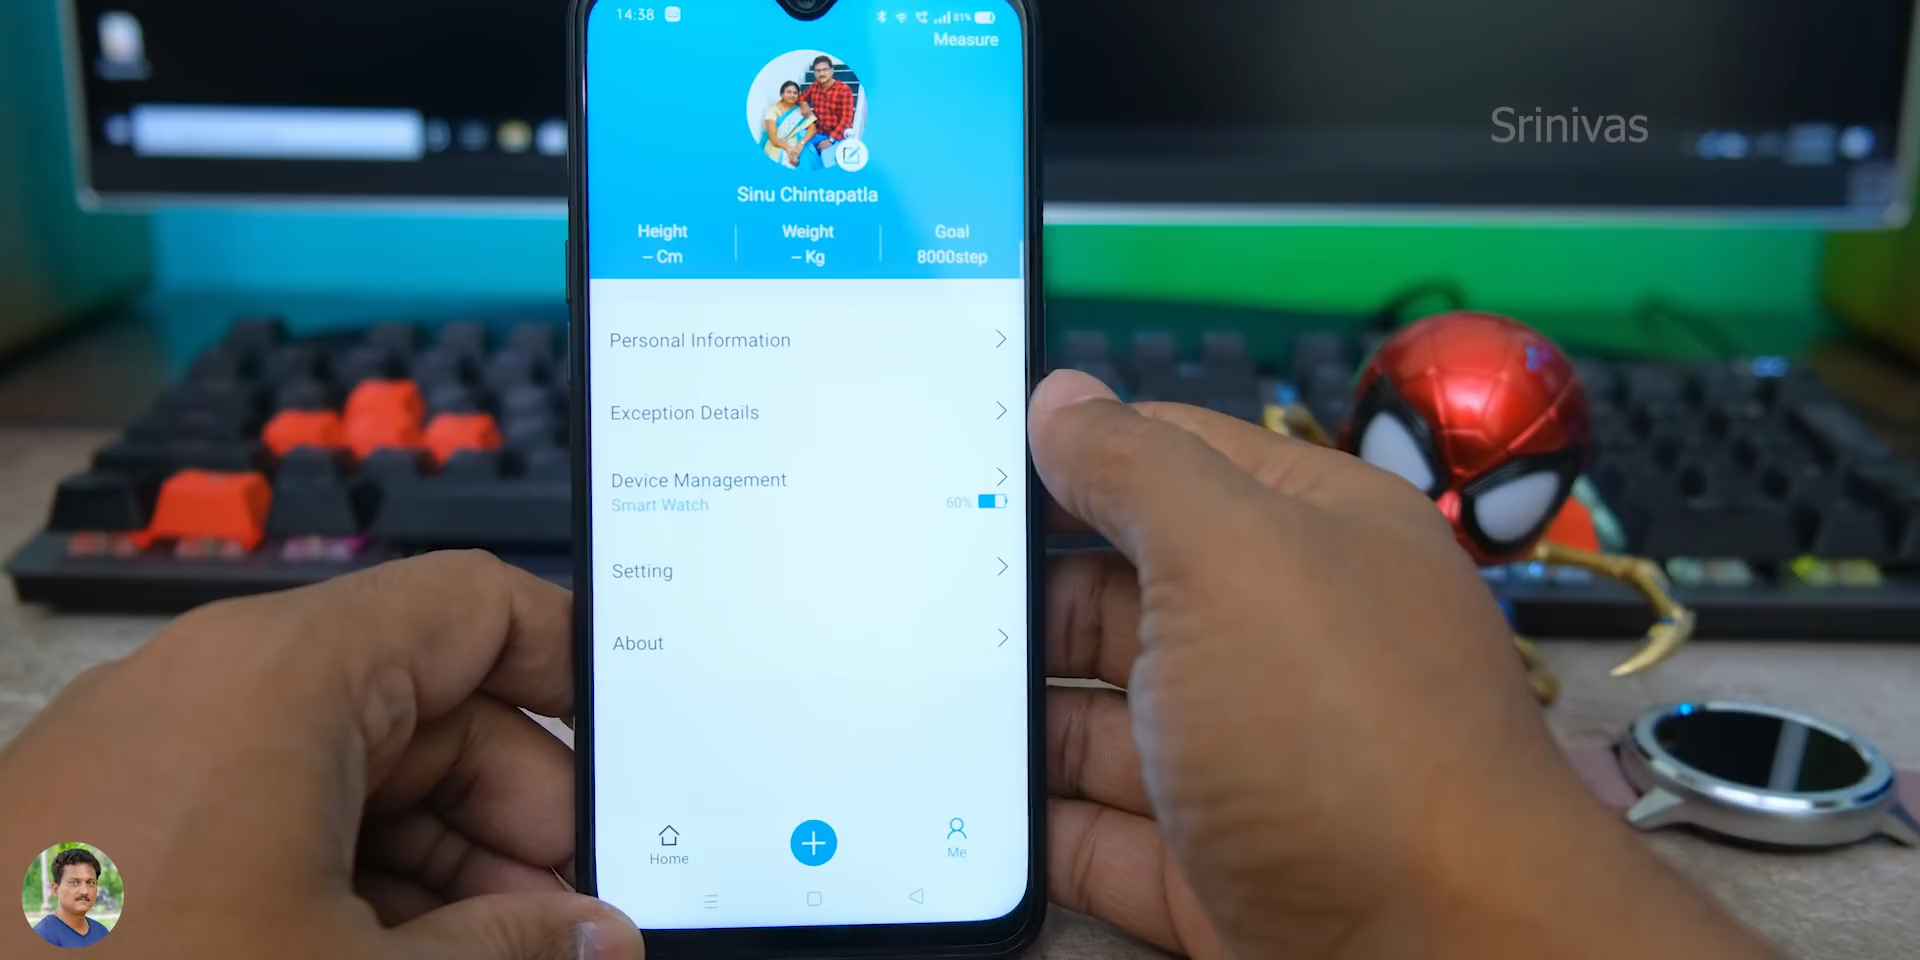 14:38
81%
Measure
Srinivas
Sinu Chintapatla
Height
Weight
Goal
-- Cm
-- Kg
8000step
Personal Information
Exception Details
Device Management
Smart Watch
60%
Setting
About
Home
Me